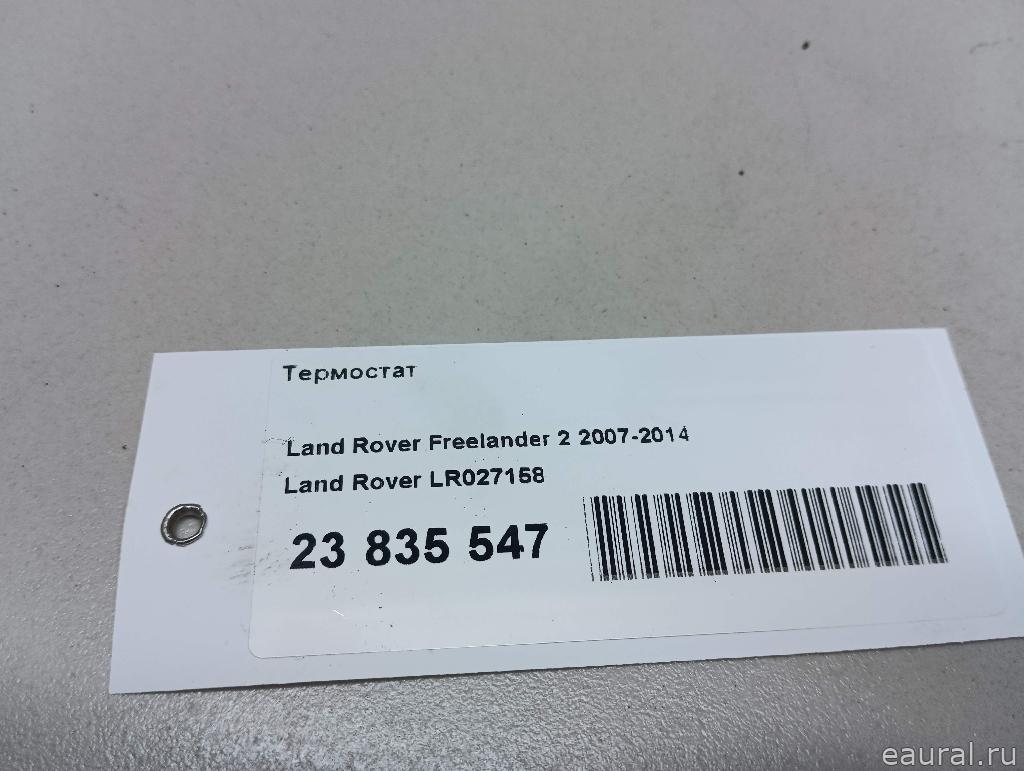 Термостат
Land Rover Freelander 2 2007-2014
Land Rover LR027158
23 835 547
eaural.ru